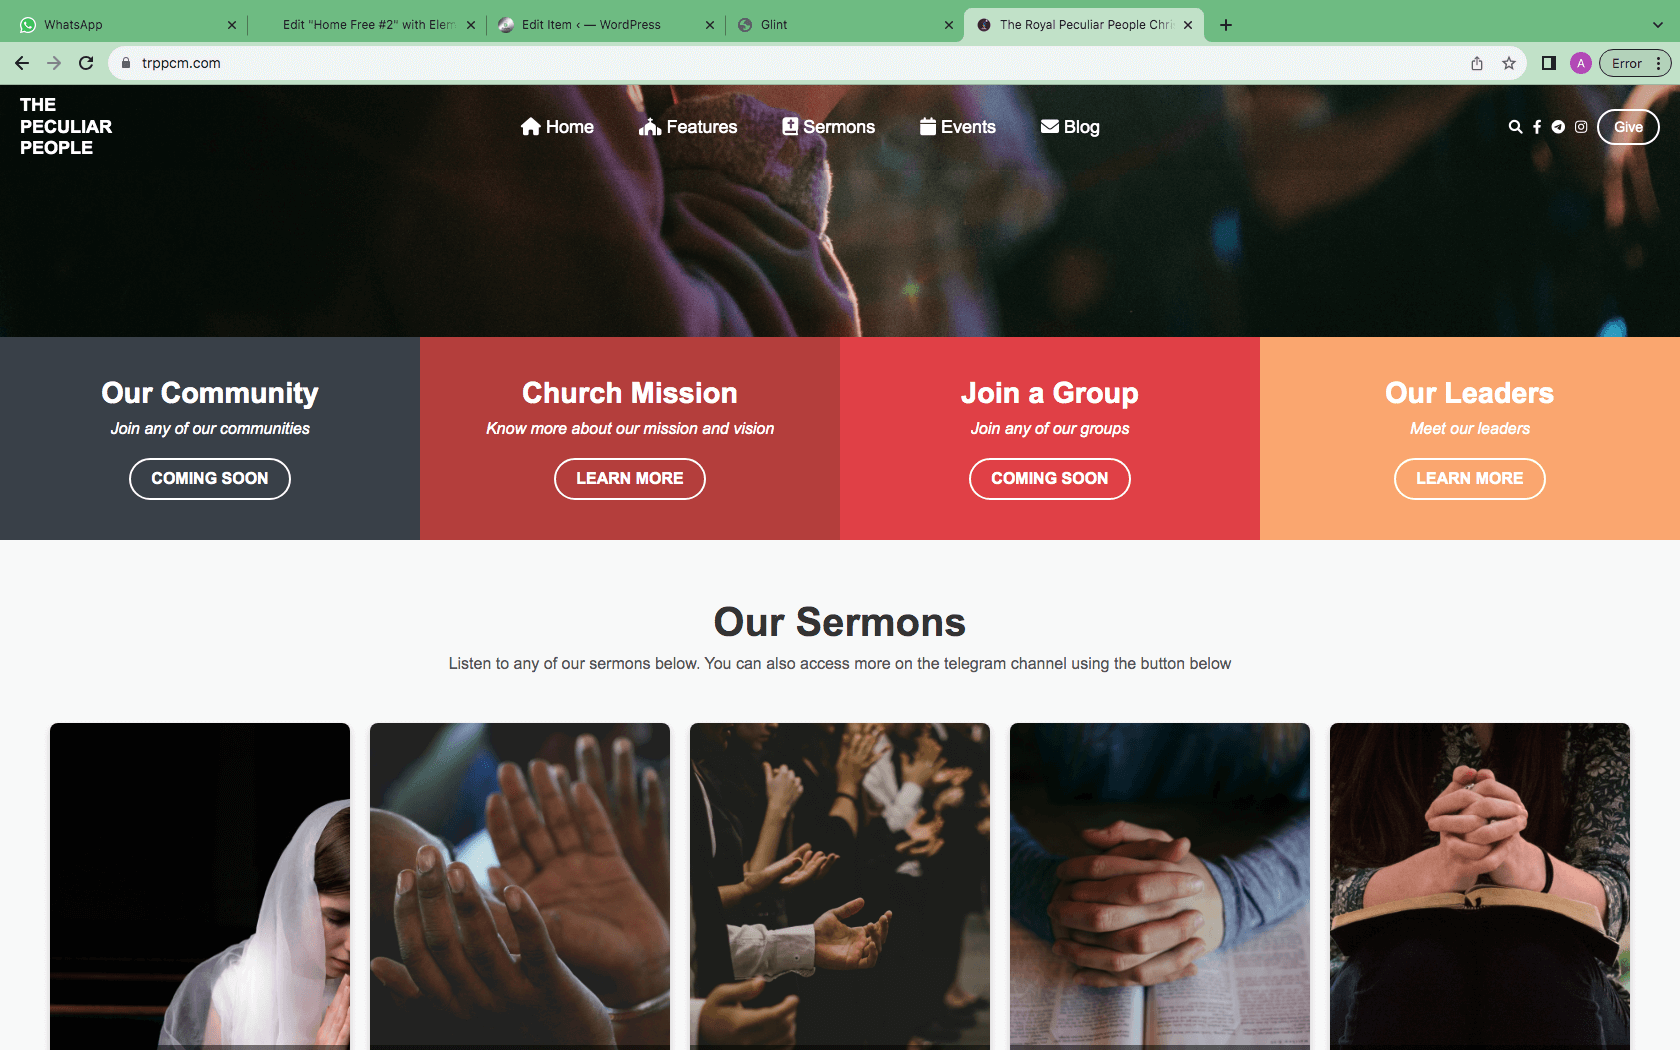 WhatsApp
Edit "Home Free #2" with Elem
Edit Item ‹ — WordPress
Glint
The Royal Peculiar People Chri
trppcm.com
A
Error
THE
PECULIAR
PEOPLE
Home
Features
Sermons
Events
Blog
Give
Our Community
Join any of our communities
COMING SOON
Church Mission
Know more about our mission and vision
LEARN MORE
Join a Group
Join any of our groups
COMING SOON
Our Leaders
Meet our leaders
LEARN MORE
Our Sermons
Listen to any of our sermons below. You can also access more on the telegram channel using the button below